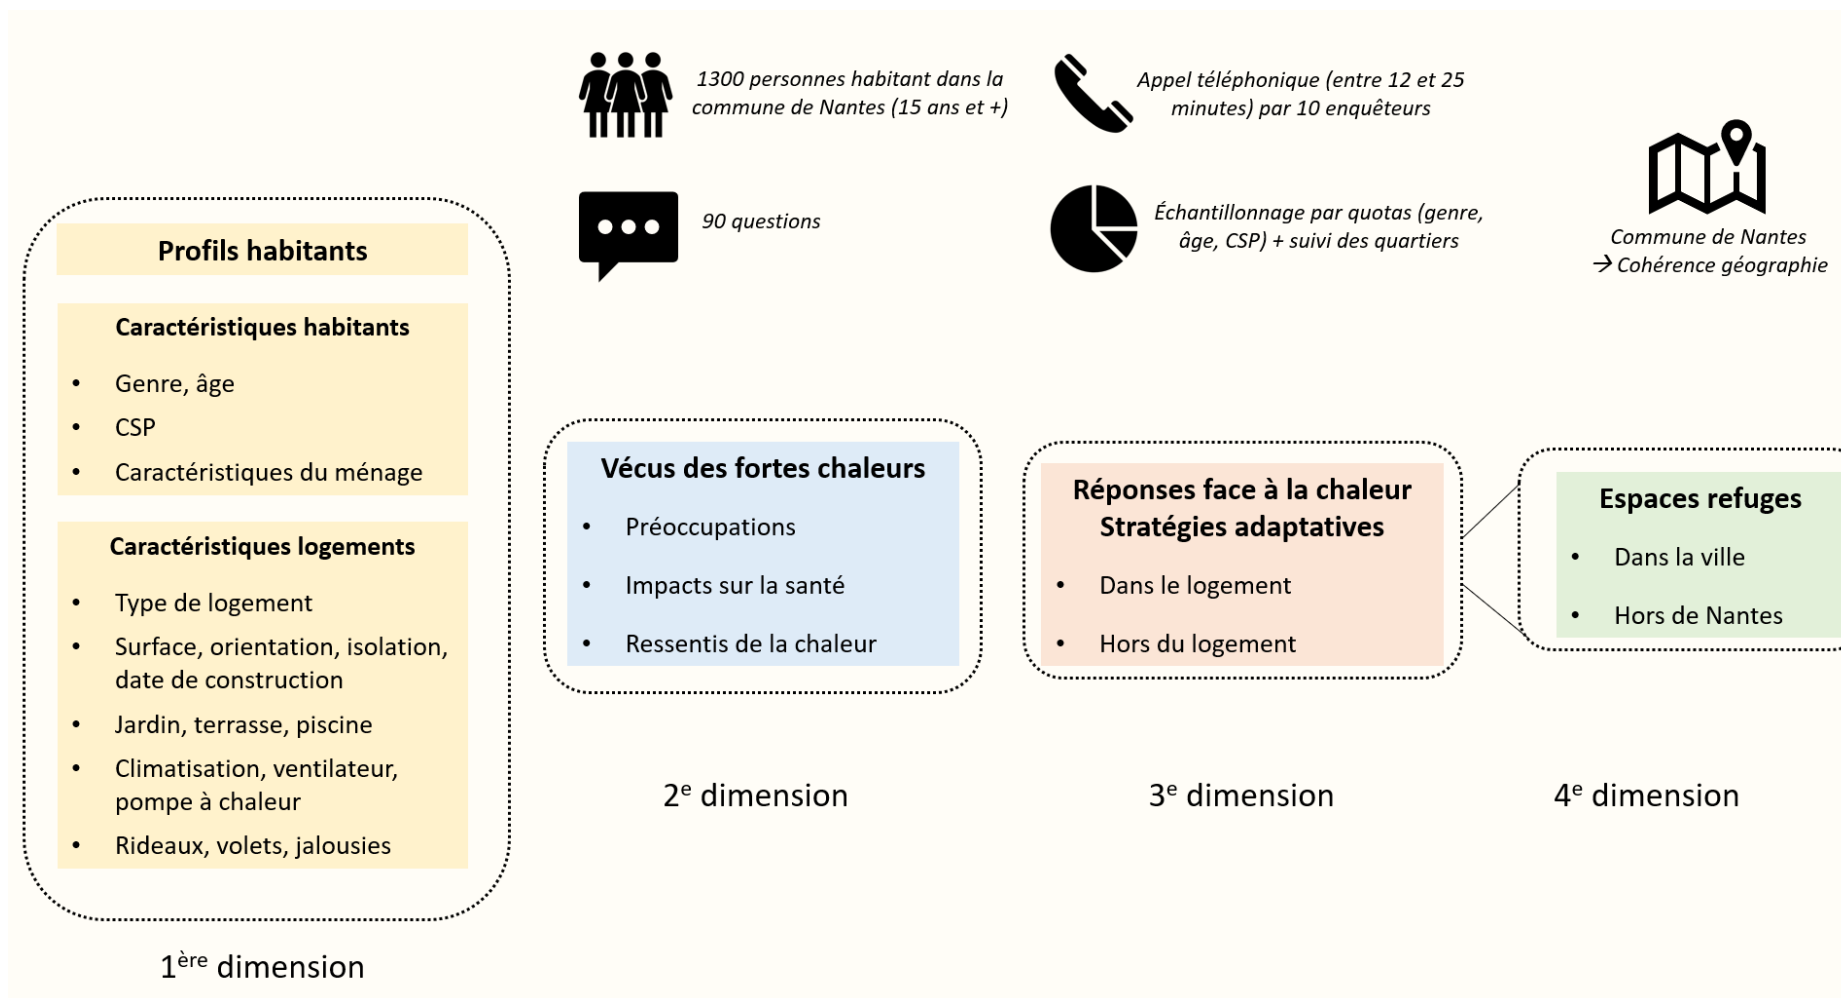 1300 personnes habitant dans la
commune de Nantes (15 ans et +)
Appel téléphonique (entre 12 et 25
minutes) par 10 enquêteurs
90 questions
Échantillonnage par quotas (genre,
âge, CSP) + suivi des quartiers
Commune de Nantes
→ Cohérence géographie
Profils habitants
Caractéristiques habitants
• Genre, âge
• CSP
• Caractéristiques du ménage
Caractéristiques logements
• Type de logement
• Surface, orientation, isolation,
date de construction
• Jardin, terrasse, piscine
• Climatisation, ventilateur,
pompe à chaleur
• Rideaux, volets, jalousies
1ère dimension
Vécus des fortes chaleurs
• Préoccupations
• Impacts sur la santé
• Ressentis de la chaleur
2e dimension
Réponses face à la chaleur
Stratégies adaptatives
• Dans le logement
• Hors du logement
3e dimension
Espaces refuges
• Dans la ville
• Hors de Nantes
4e dimension